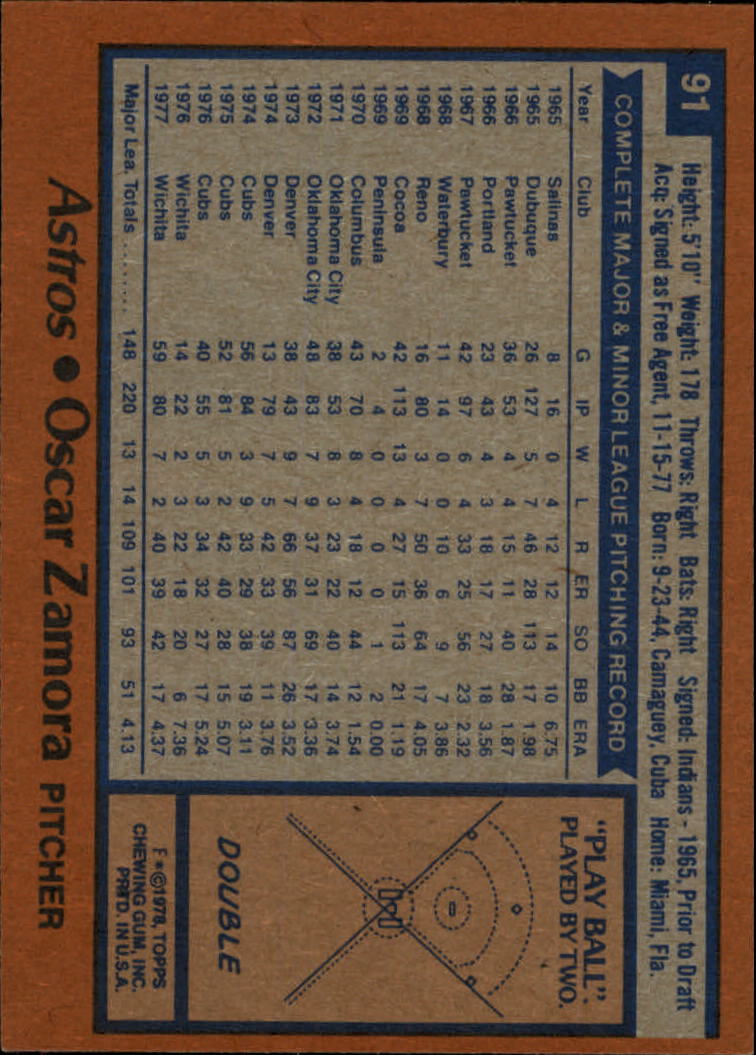 91
Height: 5'10" Weight: 178 Throws: Right Bats: Right Signed: Indians - 1965, Prior to Draft
Acq: Signed as Free Agent, 11-15-77 Born: 9-23-44, Camaguey, Cuba Home: Miami, Fla.
COMPLETE MAJOR & MINOR LEAGUE PITCHING RECORD
Year Club G IP W L R ER SO BB ERA
1965 Salinas 8 16 0 4 12 12 14 10 6.75
1965 Dubuque 26 127 5 7 46 28 113 17 1.98
1966 Pawtucket 36 53 4 4 15 11 40 28 1.87
1966 Portland 23 43 4 3 18 17 27 18 3.56
1967 Pawtucket 42 97 6 4 33 25 56 23 2.32
1968 Waterbury 11 14 0 0 10 6 9 7 3.86
1968 Reno 16 80 3 7 50 36 64 17 4.05
1969 Cocoa 42 113 13 4 27 15 113 21 1.19
1969 Peninsula 2 4 0 0 0 0 1 2 0.00
1970 Columbus 43 70 8 4 18 12 44 12 1.54
1971 Oklahoma City 38 53 8 3 23 22 40 14 3.74
1972 Oklahoma City 48 83 7 9 37 31 69 17 3.36
1973 Denver 38 143 9 7 66 56 87 26 3.52
1974 Denver 13 79 7 5 42 33 39 11 3.76
1974 Cubs 56 84 3 9 33 29 38 19 3.11
1975 Cubs 52 81 5 2 42 40 28 15 5.07
1976 Cubs 40 55 5 3 34 32 27 17 5.24
1976 Wichita 14 22 2 3 22 18 20 6 7.36
1977 Wichita 59 80 7 2 40 39 42 17 4.37
Major Lea. Totals ........ 148 220 13 14 109 101 93 51 4.13
"PLAY BALL"
PLAYED BY TWO.
DOUBLE
F * © 1978, TOPPS
CHEWING GUM, INC.
PRTD. IN U.S.A.
Astros • Oscar Zamora PITCHER